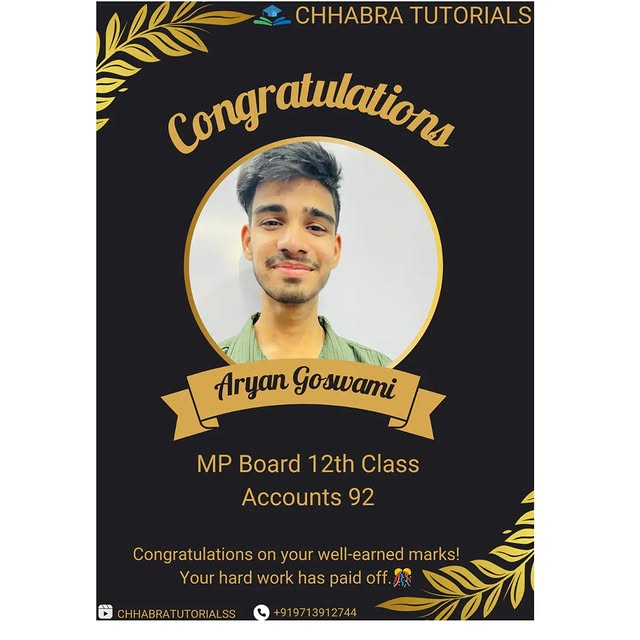 CHHABRA TUTORIALS
Congratulations
Aryan Goswami
MP Board 12th Class
Accounts 92
Congratulations on your well-earned marks!
Your hard work has paid off.🎊
CHHABRATUTORIALSS +919713912744